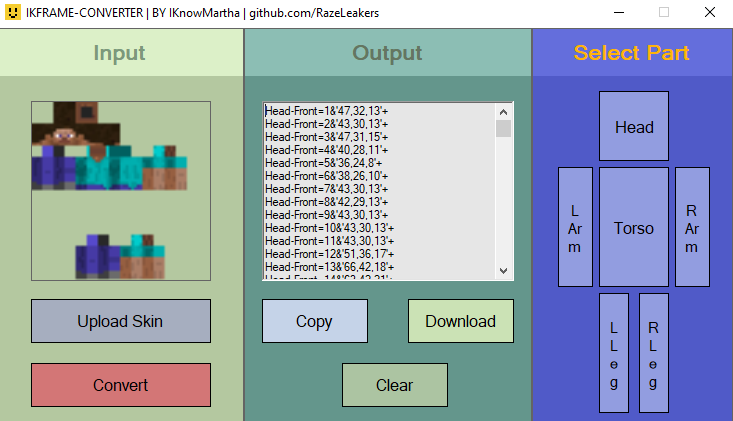 IKFRAME-CONVERTER | BY IKnowMartha | github.com/RazeLeakers
Input
Output
Select Part
Head-Front=1&'47,32,13'+
Head-Front=2&'43,30,13'+
Head-Front=3&'47,31,15'+
Head-Front=4&'40,28,11'+
Head-Front=5&'36,24,8'+
Head-Front=6&'38,26,10'+
Head-Front=7&'43,30,13'+
Head-Front=8&'42,29,13'+
Head-Front=9&'43,30,13'+
Head-Front=10&'43,30,13'+
Head-Front=11&'43,30,13'+
Head-Front=12&'51,36,17'+
Head-Front=13&'66,42,18'+
Upload Skin
Convert
Copy
Download
Clear
Head
L
Ar
m
Torso
R
Ar
m
L
L
e
g
R
L
e
g